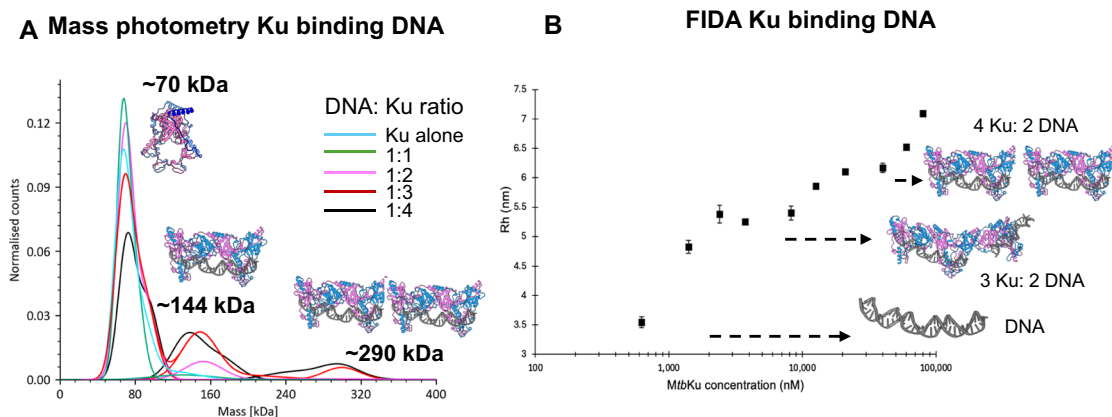 A Mass photometry Ku binding DNA
~70 kDa
DNA: Ku ratio
Ku alone
1:1
1:2
1:3
1:4
~144 kDa
~290 kDa
Normalised counts
0.12
0.09
0.06
0.03
0.00
0
80
160
240
320
400
Mass [kDa]
B FIDA Ku binding DNA
7.5
7
6.5
6
5.5
5
4.5
4
3.5
3
Rh (nm)
4 Ku: 2 DNA
3 Ku: 2 DNA
DNA
100
1,000
10,000
100,000
MtbKu concentration (nM)